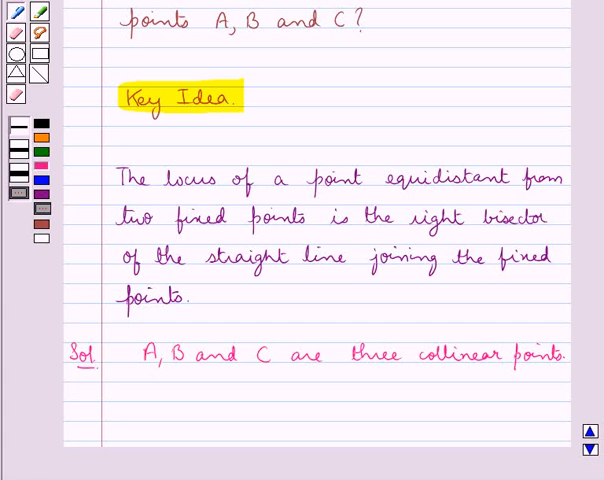 points A, B and C?
Key Idea.
The locus of a point equidistant from
two fixed points is the right bisector
of the straight line joining the fixed
points.
Sol. A, B and C are three collinear points.